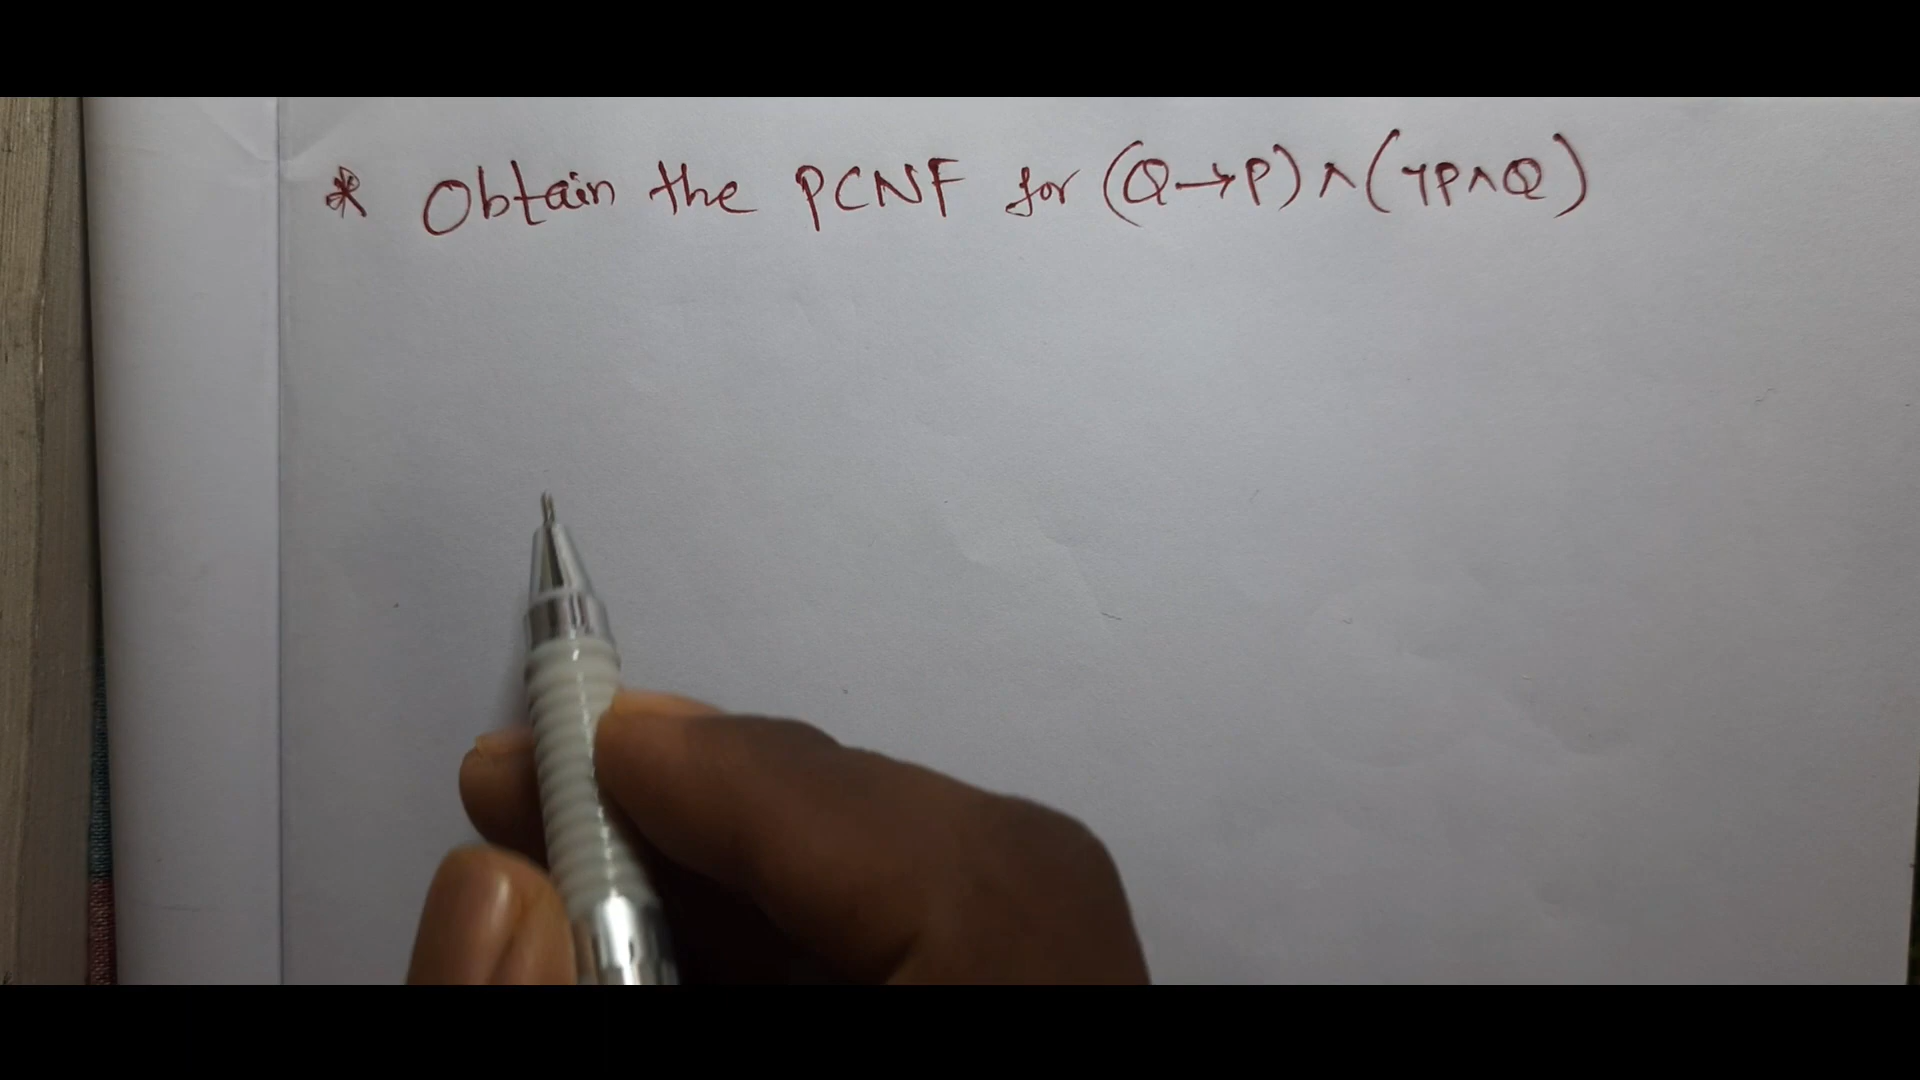 * Obtain the PCNF for (Q→P)∧(¬P∧Q)